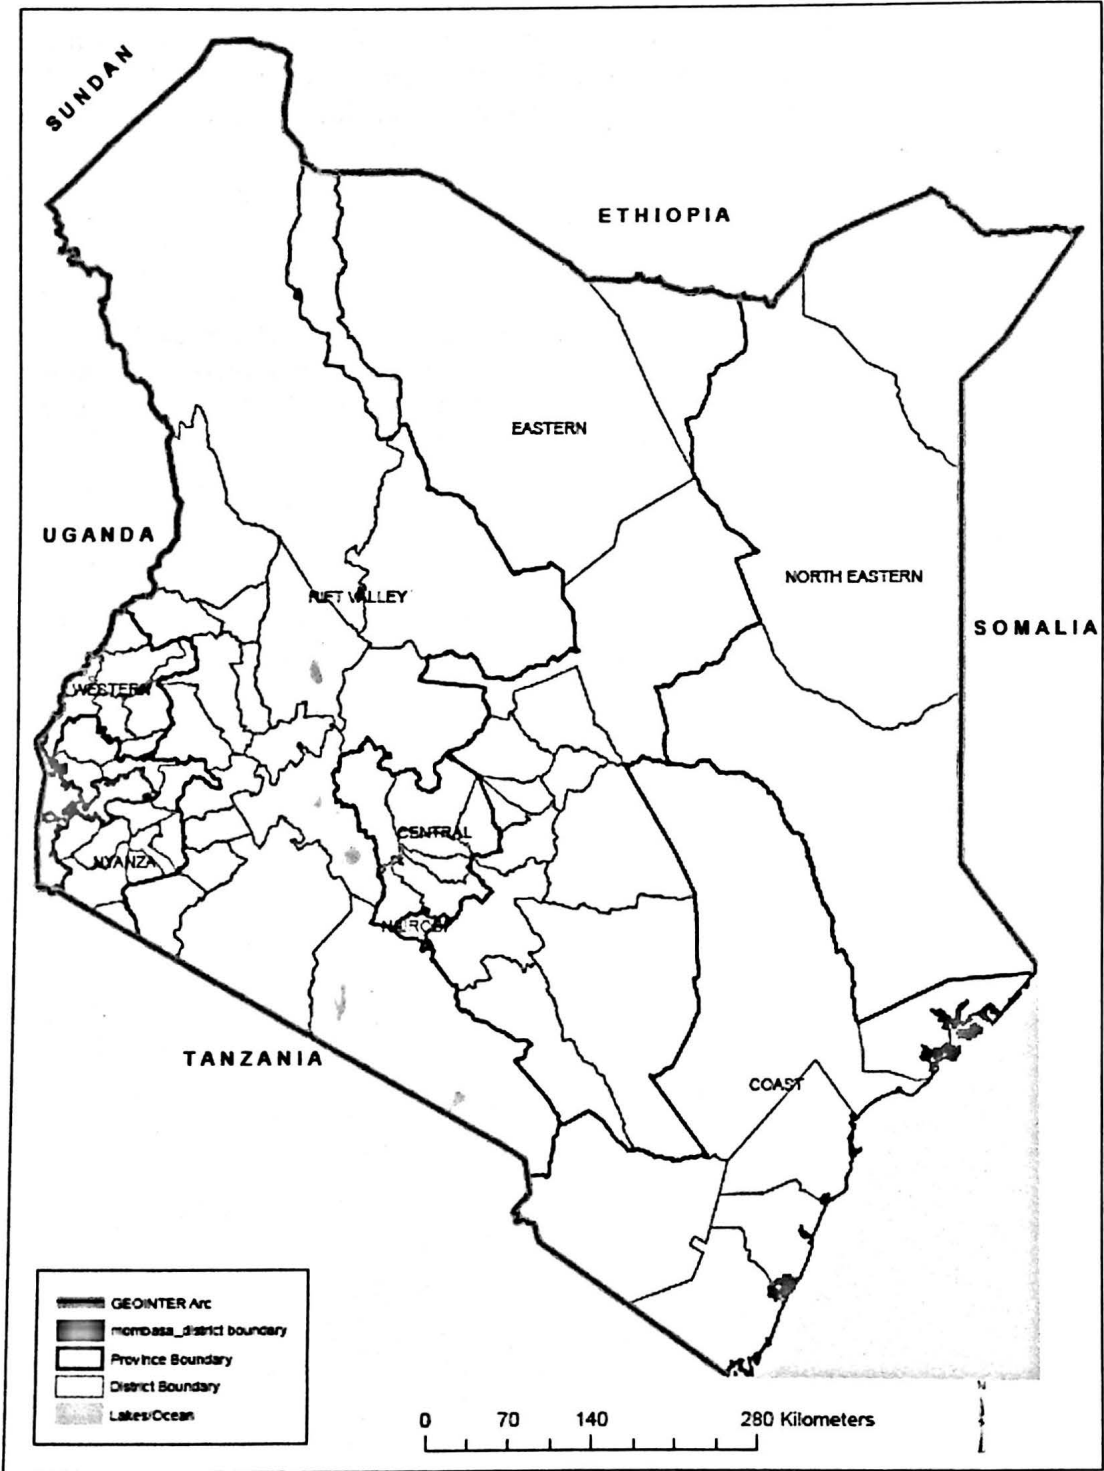 SUNDAN
ETHIOPIA
EASTERN
UGANDA
NORTH EASTERN
RIFT VALLEY
SOMALIA
WESTERN
CENTRAL
NYANZA
NAIROBI
TANZANIA
COAST
GEOINTER Arc
mombasa_district boundary
Province Boundary
District Boundary
Lakes/Ocean
N
0 70 140 280 Kilometers